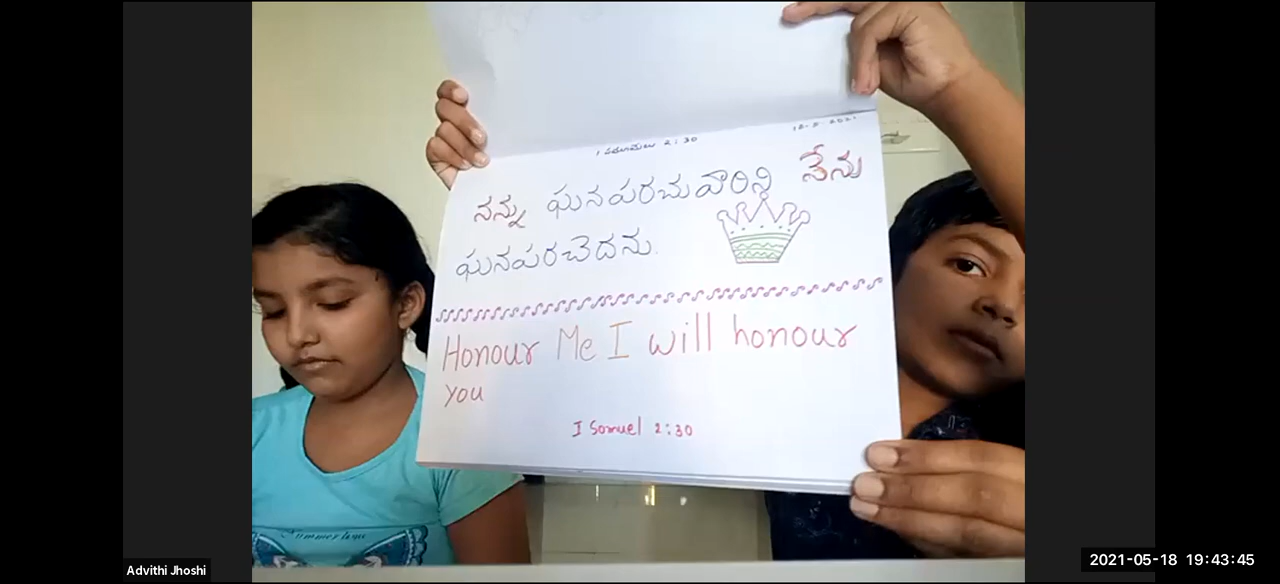 I సమూయేలు 2:30 18-5-2021
నన్ను ఘనపరచువారిని నేను
ఘనపరచెదను.
Honour Me I will honour
you
I Samuel 2:30
Summer
Advithi Jhoshi
2021-05-18 19:43:45